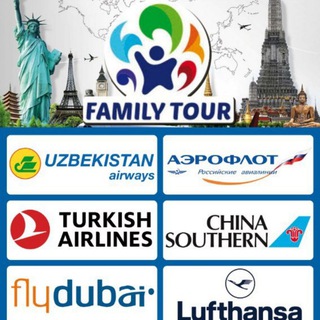 FAMILY TOUR
UZBEKISTAN
airways
АЭРОФЛОТ
Российские авиалинии
TURKISH
AIRLINES
CHINA
SOUTHERN
flydubai
Lufthansa